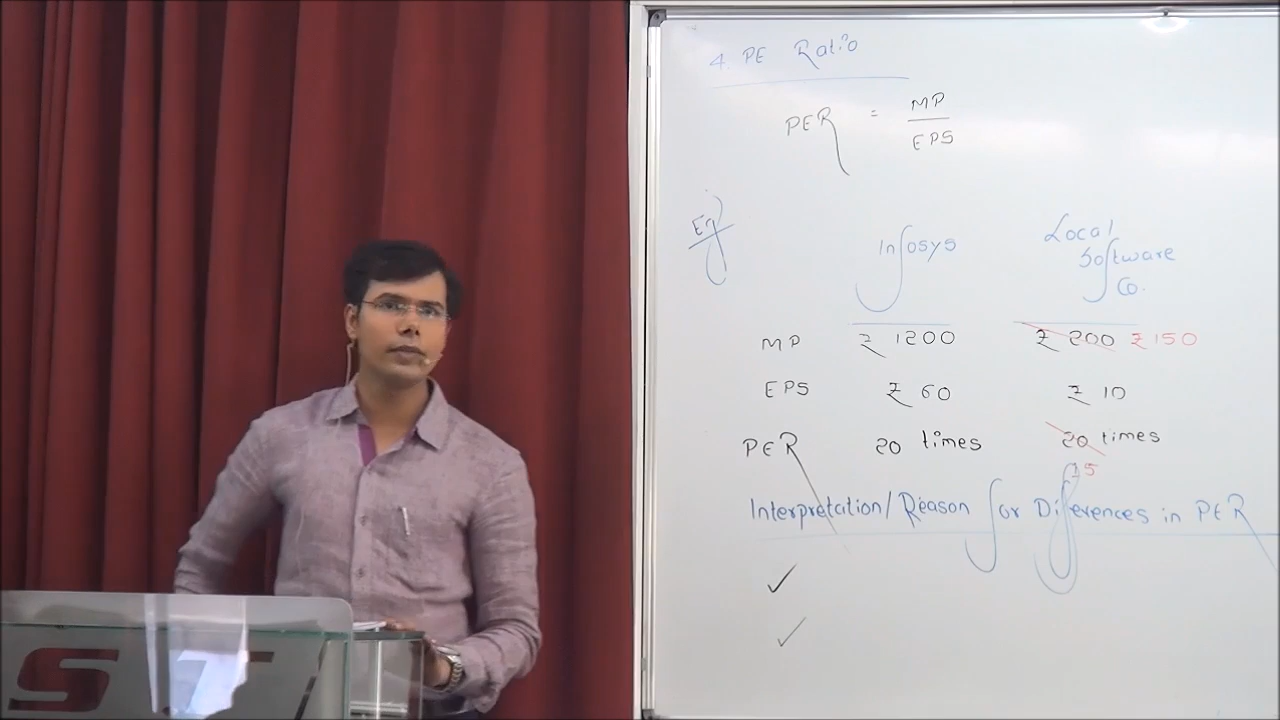 4. PE Ratio
PER = MP
EPS
Eg
Infosys
Local
Software
Co.
MP ₹ 1200 ₹ 200 ₹ 150
EPS ₹ 60 ₹ 10
PER 20 times 20 times
15
Interpretation/Reason for Differences in PER
ST